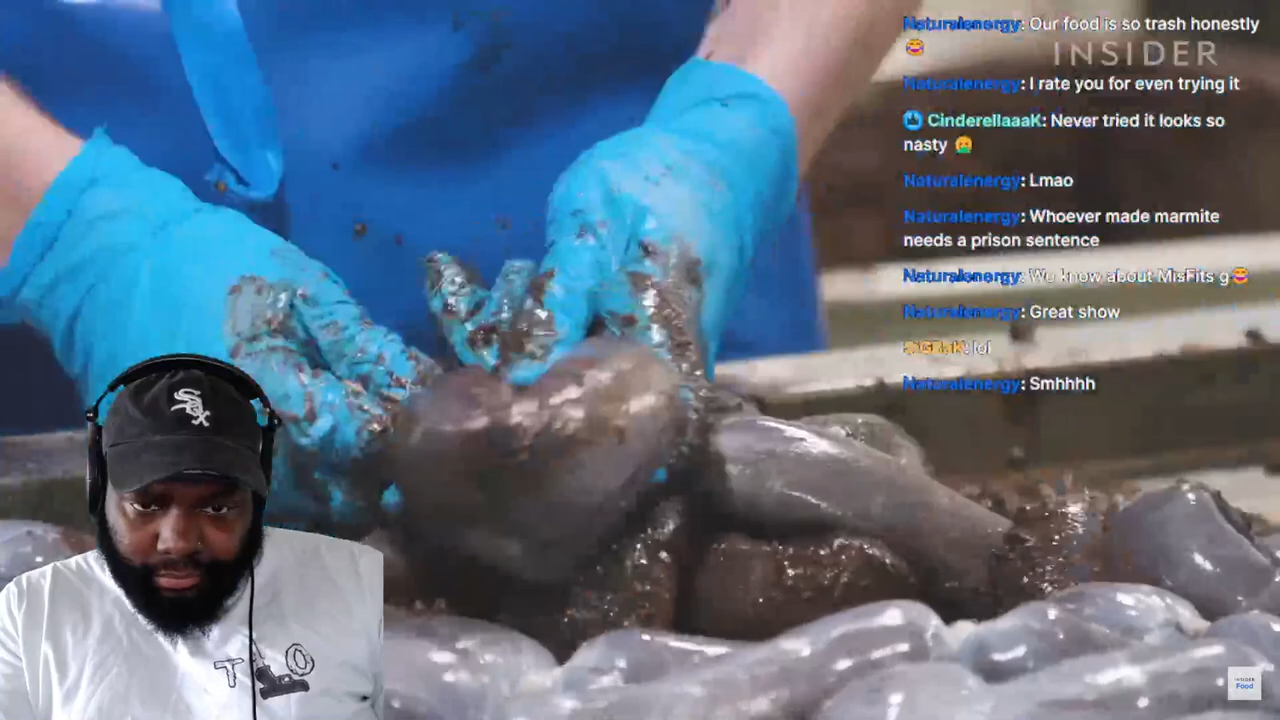 Naturalenergy: Our food is so trash honestly
😂
INSIDER
Naturalenergy: I rate you for even trying it
CinderellaaaK: Never tried it looks so
nasty 🤮
Naturalenergy: Lmao
Naturalenergy: Whoever made marmite
needs a prison sentence
Naturalenergy: We know about MisFits g😂
Naturalenergy: Great show
: lol
Naturalenergy: Smhhhh
Sox
INSIDER
Food